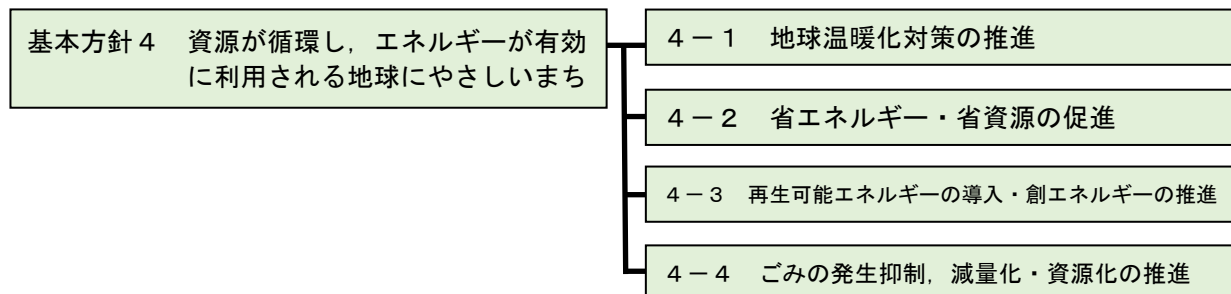 基本方針４　資源が循環し，エネルギーが有効
に利用される地球にやさしいまち
４－１　地球温暖化対策の推進
４－２　省エネルギー・省資源の促進
４－３　再生可能エネルギーの導入・創エネルギーの推進
４－４　ごみの発生抑制，減量化・資源化の推進